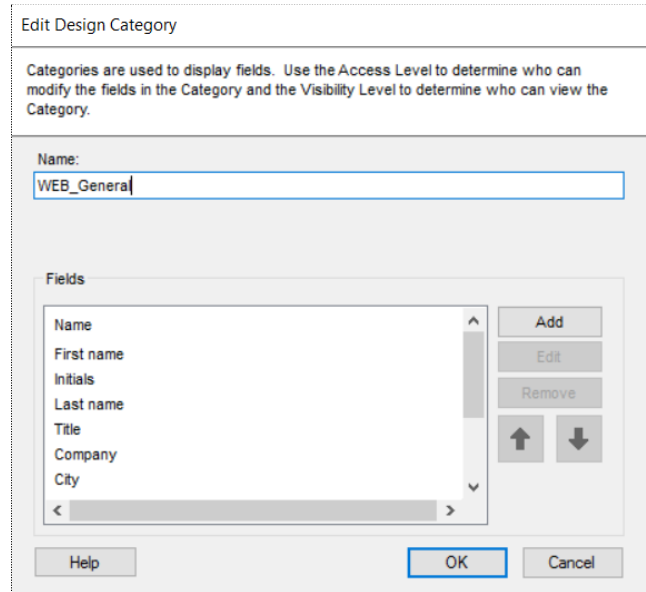 Edit Design Category
Categories are used to display fields.  Use the Access Level to determine who can
modify the fields in the Category and the Visibility Level to determine who can view the
Category.
Name:
WEB_General
Fields
Name
Add
First name
Edit
Initials
Remove
Last name
Title
Company
City
Help
OK
Cancel